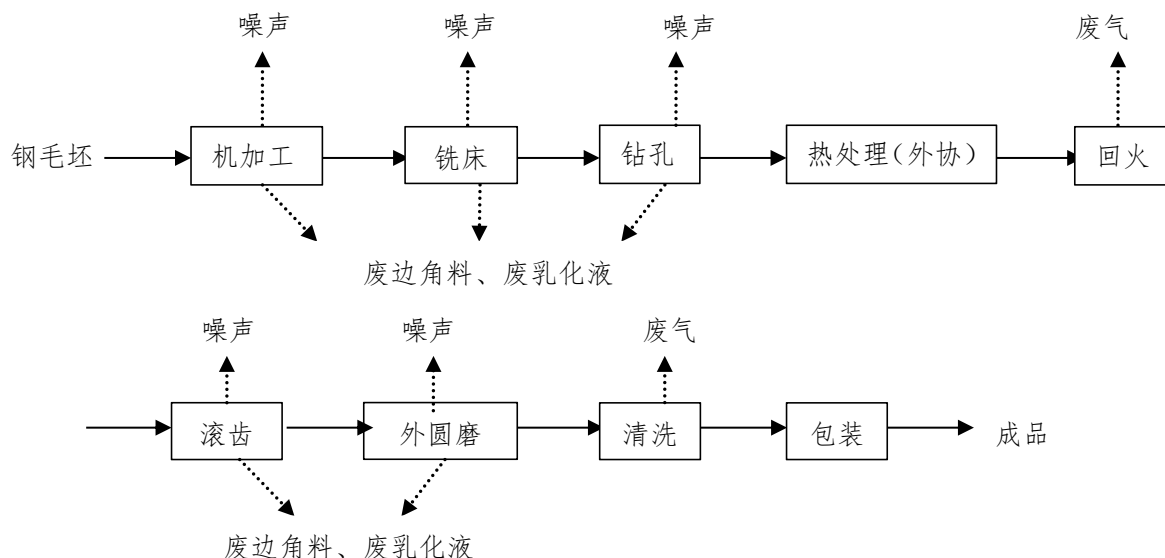 噪声 噪声 噪声 废气
钢毛坯 机加工 铣床 钻孔 热处理（外协） 回火
废边角料、废乳化液
噪声 噪声 废气
滚齿 外圆磨 清洗 包装 成品
废边角料、废乳化液